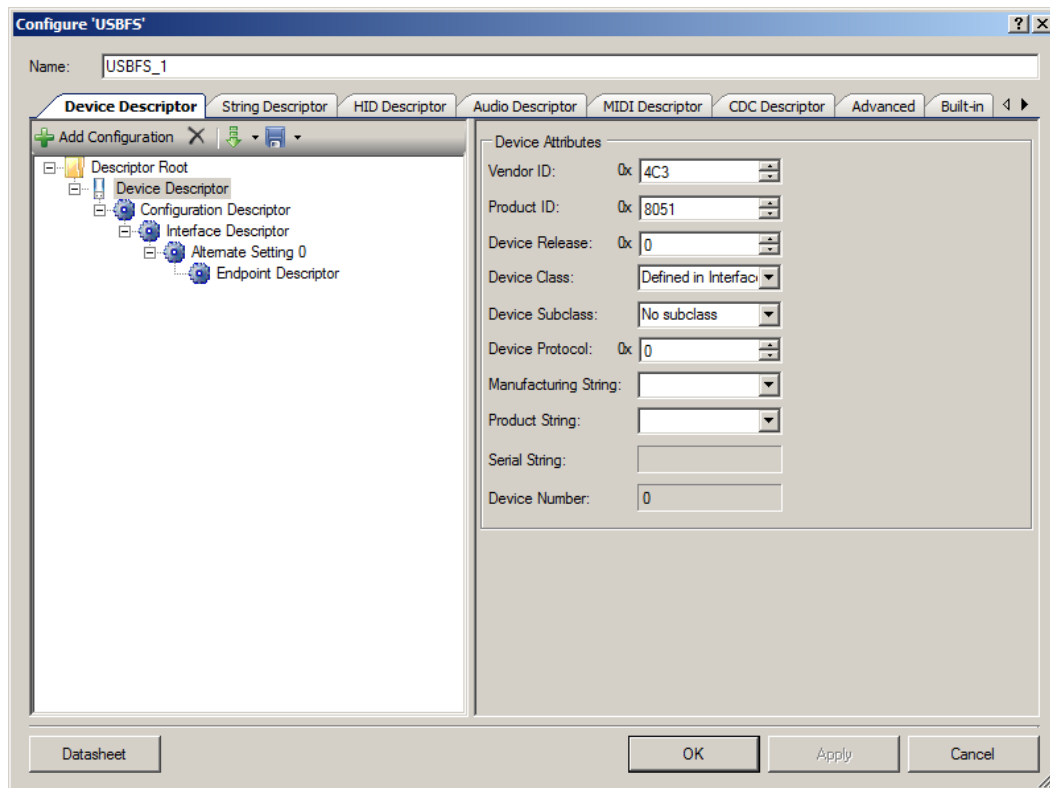 Configure 'USBFS'
Name: USBFS_1
Device Descriptor String Descriptor HID Descriptor Audio Descriptor MIDI Descriptor CDC Descriptor Advanced Built-in
Add Configuration
Descriptor Root
Device Descriptor
Configuration Descriptor
Interface Descriptor
Alternate Setting 0
Endpoint Descriptor
Device Attributes
Vendor ID: 0x 4C3
Product ID: 0x 8051
Device Release: 0x 0
Device Class: Defined in Interfac
Device Subclass: No subclass
Device Protocol: 0x 0
Manufacturing String:
Product String:
Serial String:
Device Number: 0
Datasheet OK Apply Cancel